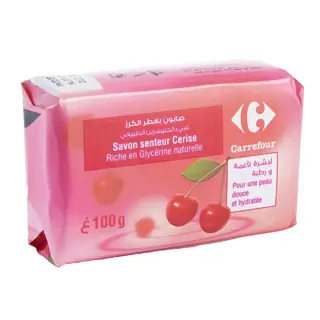 صابون بعطر الكرز
غني بالجلوسرين الطبيعي
Savon senteur Cerise
Riche en Glycérine naturelle
Carrefour
لبشرة ناعمة
و رطبة
Pour une peau
douce
et hydratée
100g غ